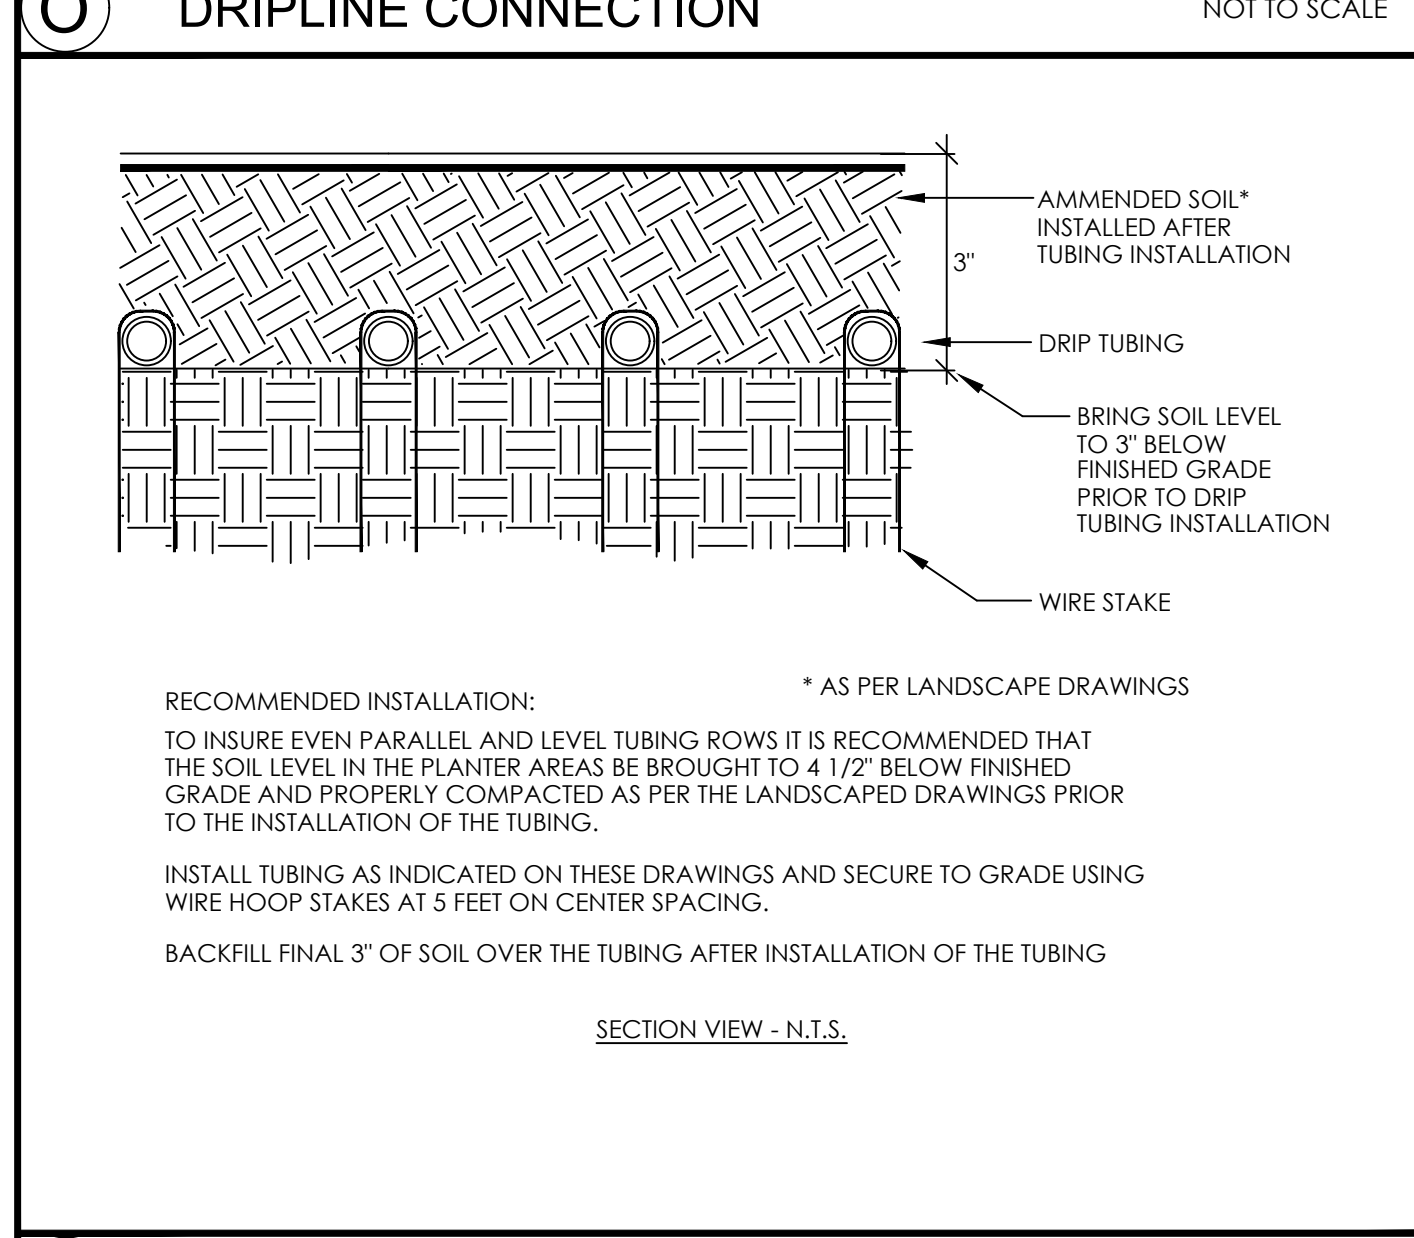 O DRIPLINE CONNECTION NOT TO SCALE
AMMENDED SOIL*
INSTALLED AFTER
TUBING INSTALLATION
3"
DRIP TUBING
BRING SOIL LEVEL
TO 3" BELOW
FINISHED GRADE
PRIOR TO DRIP
TUBING INSTALLATION
WIRE STAKE
* AS PER LANDSCAPE DRAWINGS
RECOMMENDED INSTALLATION:
TO INSURE EVEN PARALLEL AND LEVEL TUBING ROWS IT IS RECOMMENDED THAT
THE SOIL LEVEL IN THE PLANTER AREAS BE BROUGHT TO 4 1/2" BELOW FINISHED
GRADE AND PROPERLY COMPACTED AS PER THE LANDSCAPED DRAWINGS PRIOR
TO THE INSTALLATION OF THE TUBING.
INSTALL TUBING AS INDICATED ON THESE DRAWINGS AND SECURE TO GRADE USING
WIRE HOOP STAKES AT 5 FEET ON CENTER SPACING.
BACKFILL FINAL 3" OF SOIL OVER THE TUBING AFTER INSTALLATION OF THE TUBING
SECTION VIEW - N.T.S.